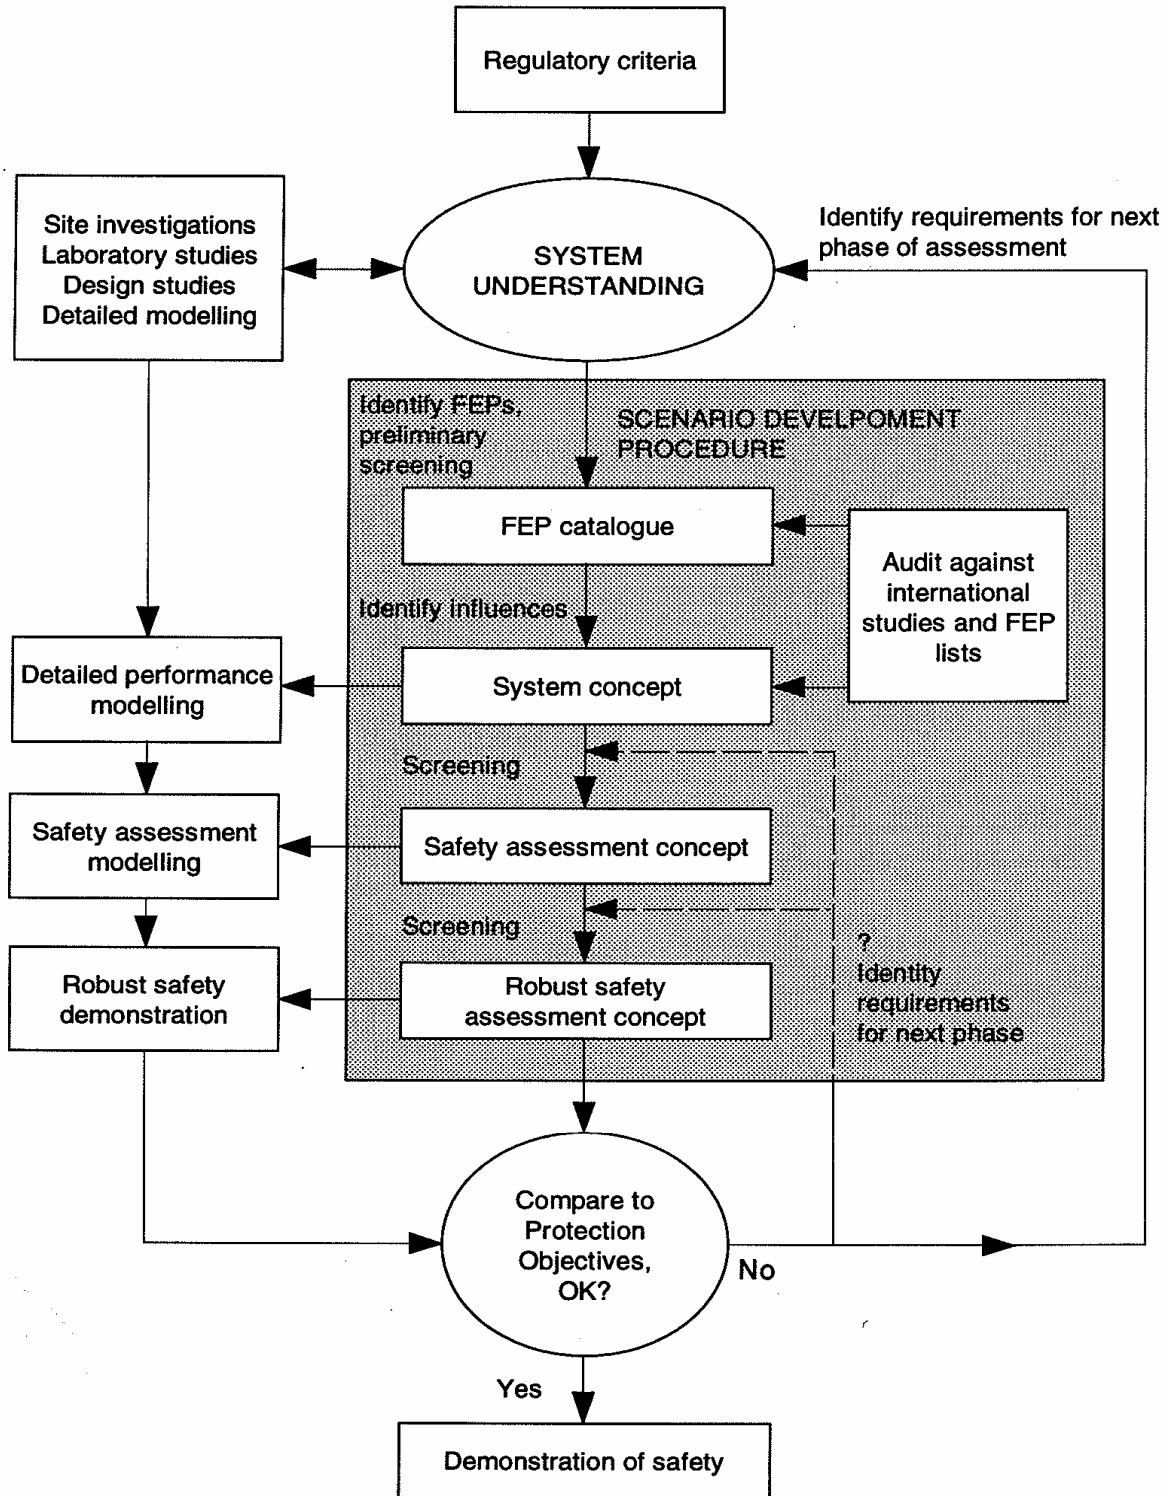 Regulatory criteria
Site investigations
Laboratory studies
Design studies
Detailed modelling
SYSTEM
UNDERSTANDING
Identify requirements for next
phase of assessment
Identify FEPs,
preliminary
screening
SCENARIO DEVELPOMENT
PROCEDURE
FEP catalogue
Audit against
international
studies and FEP
lists
Identify influences
Detailed performance
modelling
System concept
Screening
Safety assessment
modelling
Safety assessment concept
Screening
?
Identity
requirements
for next phase
Robust safety
demonstration
Robust safety
assessment concept
Compare to
Protection
Objectives,
OK?
No
Yes
Demonstration of safety